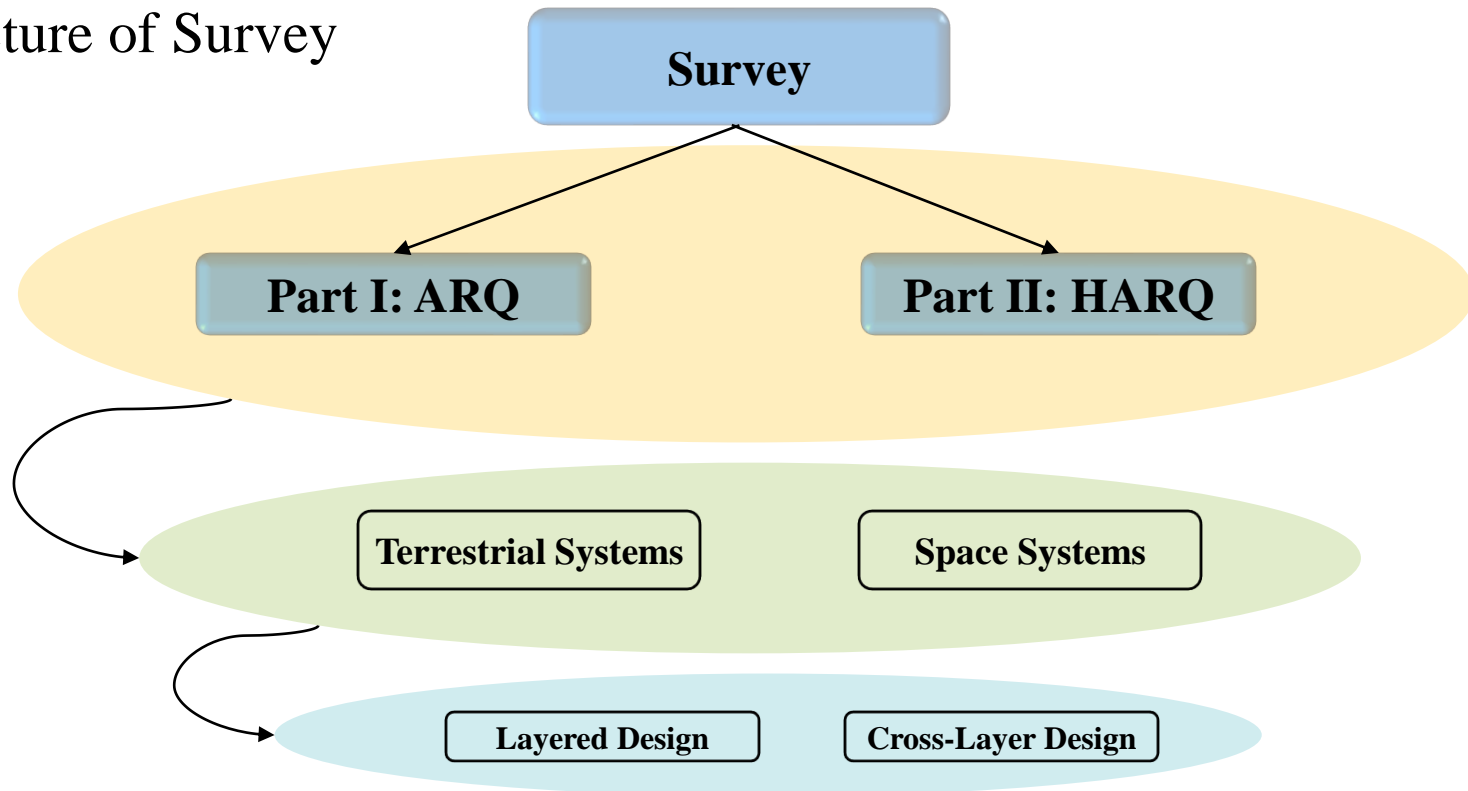 ture of Survey
Survey
Part I: ARQ
Part II: HARQ
Terrestrial Systems
Space Systems
Layered Design
Cross-Layer Design